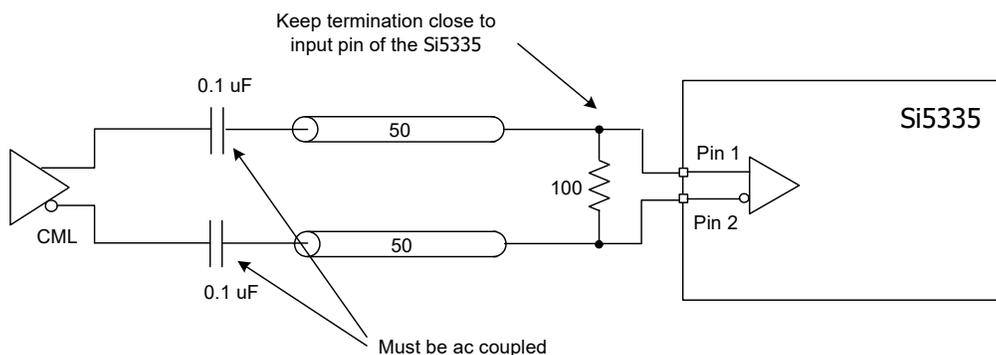 Keep termination close to
input pin of the Si5335
0.1 uF
50
Si5335
Pin 1
100
Pin 2
CML
50
0.1 uF
Must be ac coupled